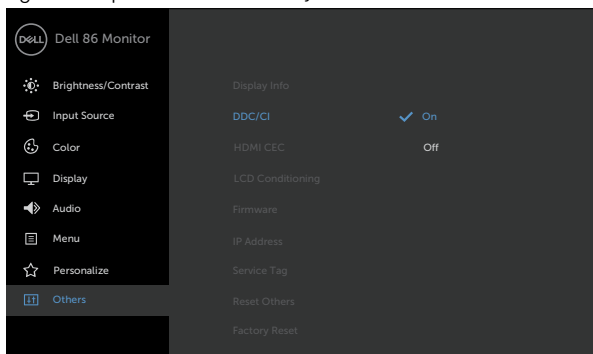 DELL Dell 86 Monitor
Brightness/Contrast
Display Info
Input Source
DDC/CI
On
Color
HDMI CEC
Off
Display
LCD Conditioning
Audio
Firmware
Menu
IP Address
Personalize
Service Tag
Others
Reset Others
Factory Reset